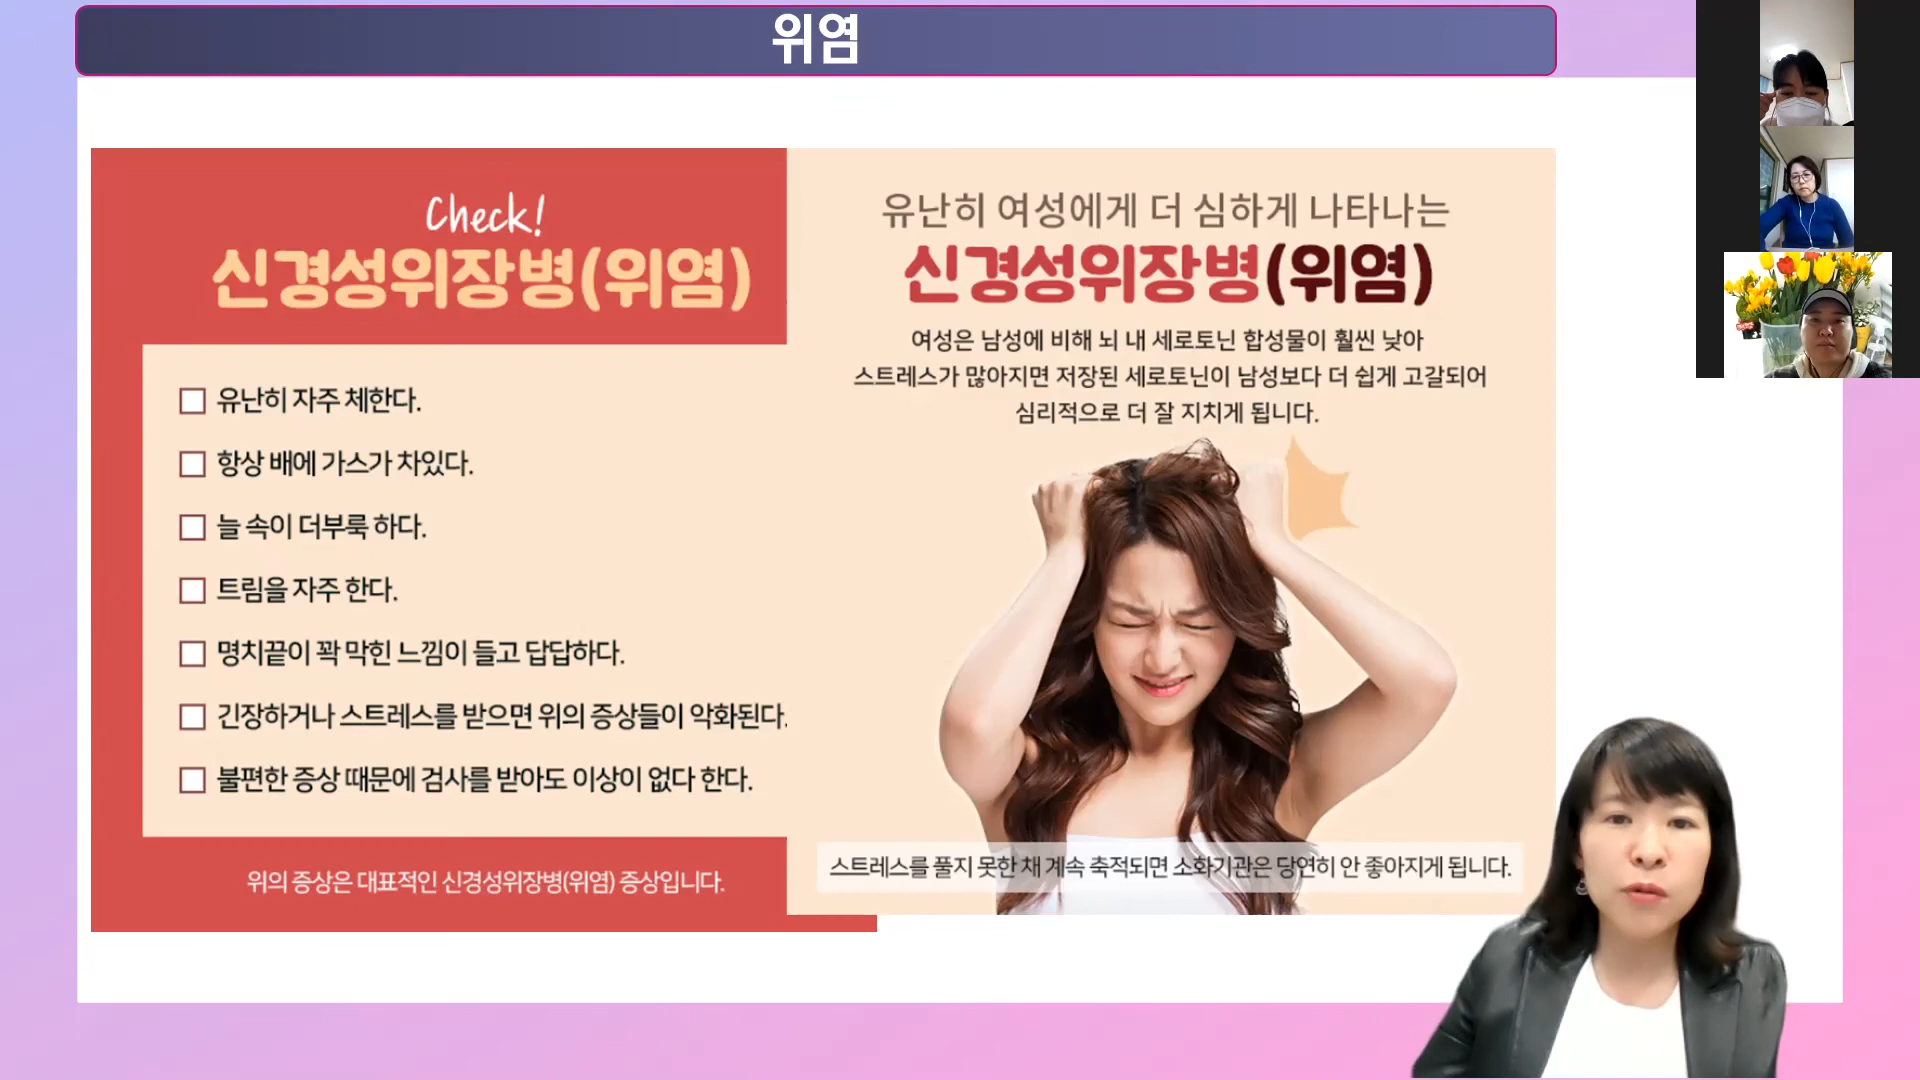 위염
Check!
신경성위장병(위염)
유난히 자주 체한다.
항상 배에 가스가 차있다.
늘 속이 더부룩 하다.
트림을 자주 한다.
명치끝이 꽉 막힌 느낌이 들고 답답하다.
긴장하거나 스트레스를 받으면 위의 증상들이 악화된다.
불편한 증상 때문에 검사를 받아도 이상이 없다 한다.
위의 증상은 대표적인 신경성위장병(위염) 증상입니다.
유난히 여성에게 더 심하게 나타나는
신경성위장병(위염)
여성은 남성에 비해 뇌 내 세로토닌 합성물이 훨씬 낮아
스트레스가 많아지면 저장된 세로토닌이 남성보다 더 쉽게 고갈되어
심리적으로 더 잘 지치게 됩니다.
스트레스를 풀지 못한 채 계속 축적되면 소화기관은 당연히 안 좋아지게 됩니다.